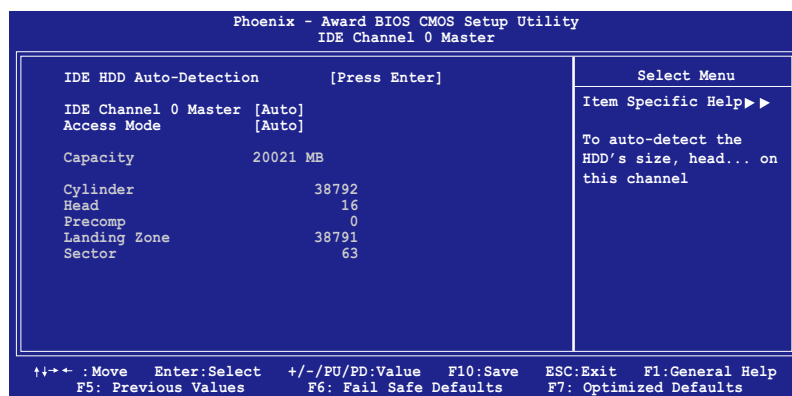 Phoenix - Award BIOS CMOS Setup Utility
IDE Channel 0 Master
IDE HDD Auto-Detection [Press Enter]
IDE Channel 0 Master [Auto]
Access Mode [Auto]
Capacity 20021 MB
Cylinder 38792
Head 16
Precomp 0
Landing Zone 38791
Sector 63
Select Menu
Item Specific Help▶▶
To auto-detect the
HDD's size, head... on
this channel
↑↓→← :Move Enter:Select +/-/PU/PD:Value F10:Save ESC:Exit F1:General Help
F5: Previous Values F6: Fail Safe Defaults F7: Optimized Defaults